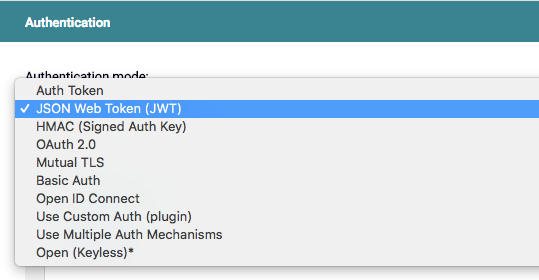 Authentication
Authentication mode:
Auth Token
✓ JSON Web Token (JWT)
HMAC (Signed Auth Key)
OAuth 2.0
Mutual TLS
Basic Auth
Open ID Connect
Use Custom Auth (plugin)
Use Multiple Auth Mechanisms
Open (Keyless)*